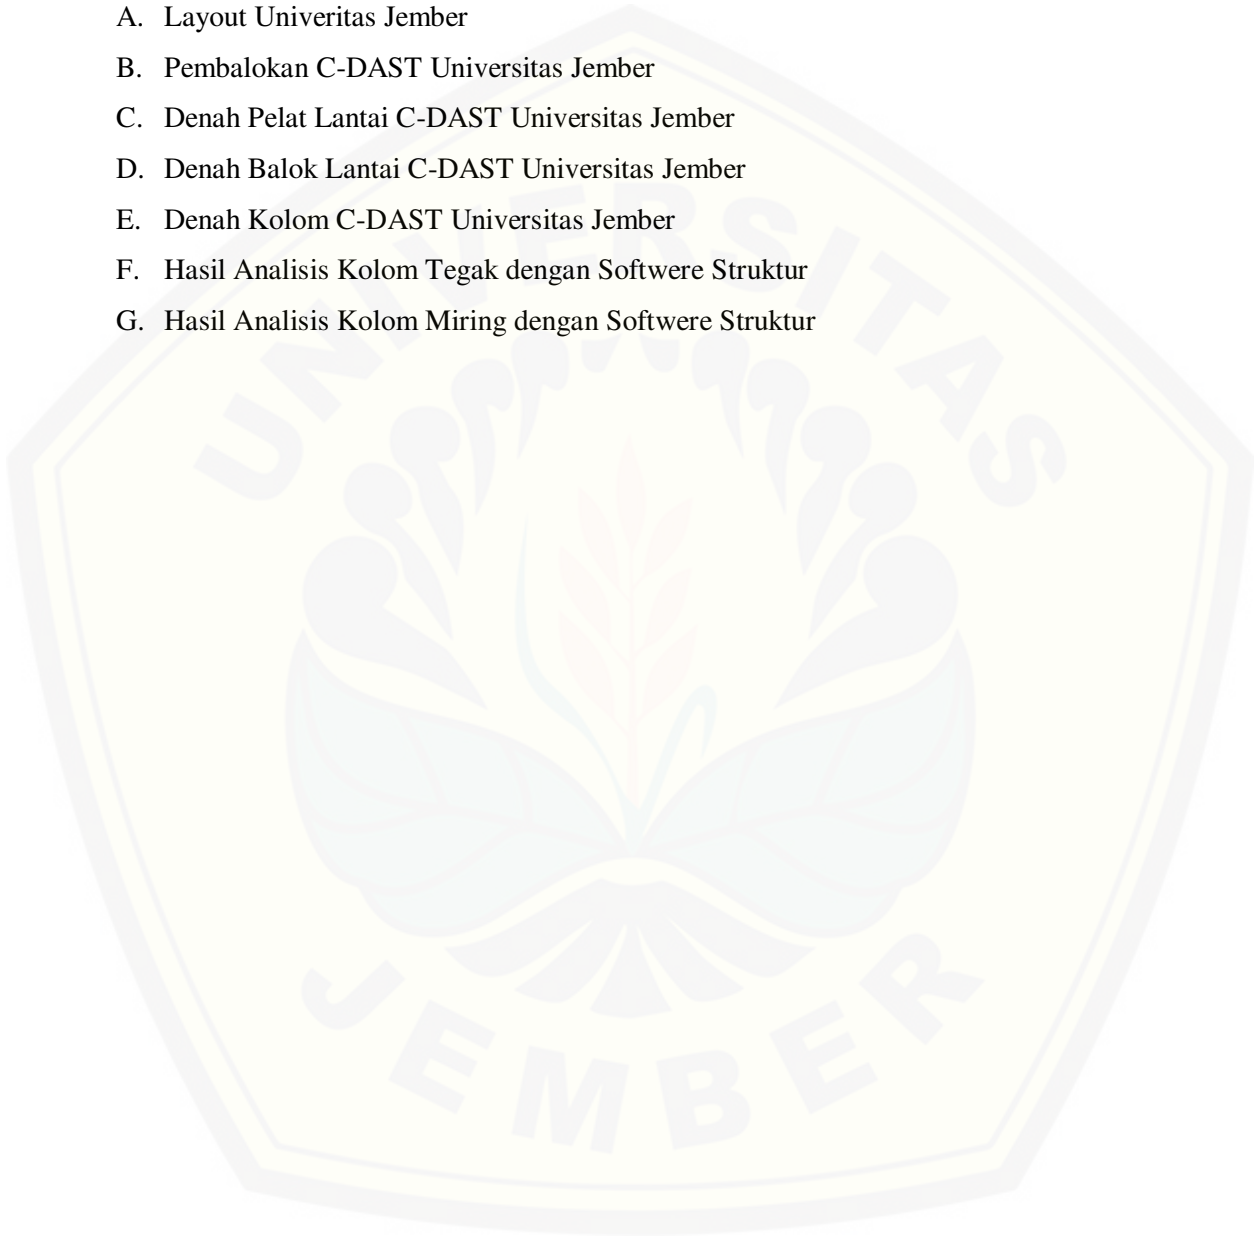 A. Layout Univeritas Jember
B. Pembalokan C-DAST Universitas Jember
C. Denah Pelat Lantai C-DAST Universitas Jember
D. Denah Balok Lantai C-DAST Universitas Jember
E. Denah Kolom C-DAST Universitas Jember
F. Hasil Analisis Kolom Tegak dengan Softwere Struktur
G. Hasil Analisis Kolom Miring dengan Softwere Struktur
UNIVERSITAS
JEMBER